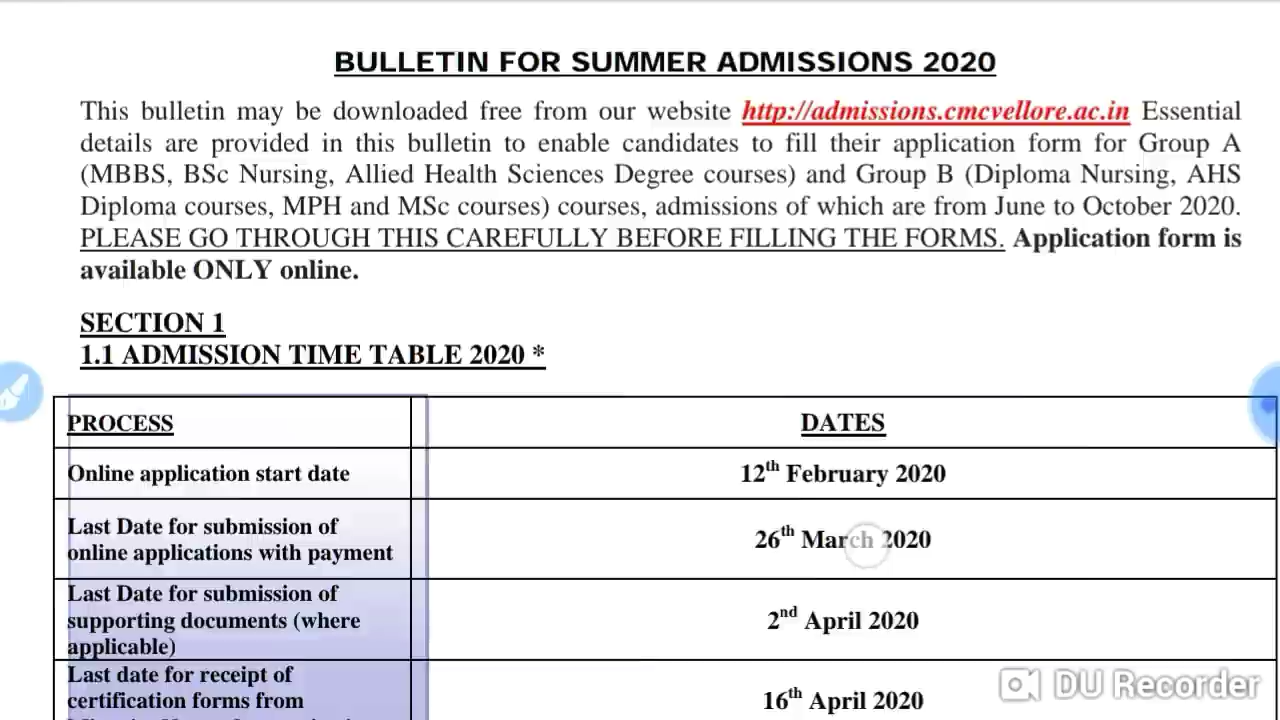 BULLETIN FOR SUMMER ADMISSIONS 2020
This bulletin may be downloaded free from our website http://admissions.cmcvellore.ac.in Essential
details are provided in this bulletin to enable candidates to fill their application form for Group A
(MBBS, BSc Nursing, Allied Health Sciences Degree courses) and Group B (Diploma Nursing, AHS
Diploma courses, MPH and MSc courses) courses, admissions of which are from June to October 2020.
PLEASE GO THROUGH THIS CAREFULLY BEFORE FILLING THE FORMS. Application form is
available ONLY online.
SECTION 1
1.1 ADMISSION TIME TABLE 2020 *
PROCESS DATES
Online application start date 12th February 2020
Last Date for submission of
online applications with payment 26th March 2020
Last Date for submission of
supporting documents (where
applicable) 2nd April 2020
Last date for receipt of
certification forms from 16th April 2020
DU Recorder